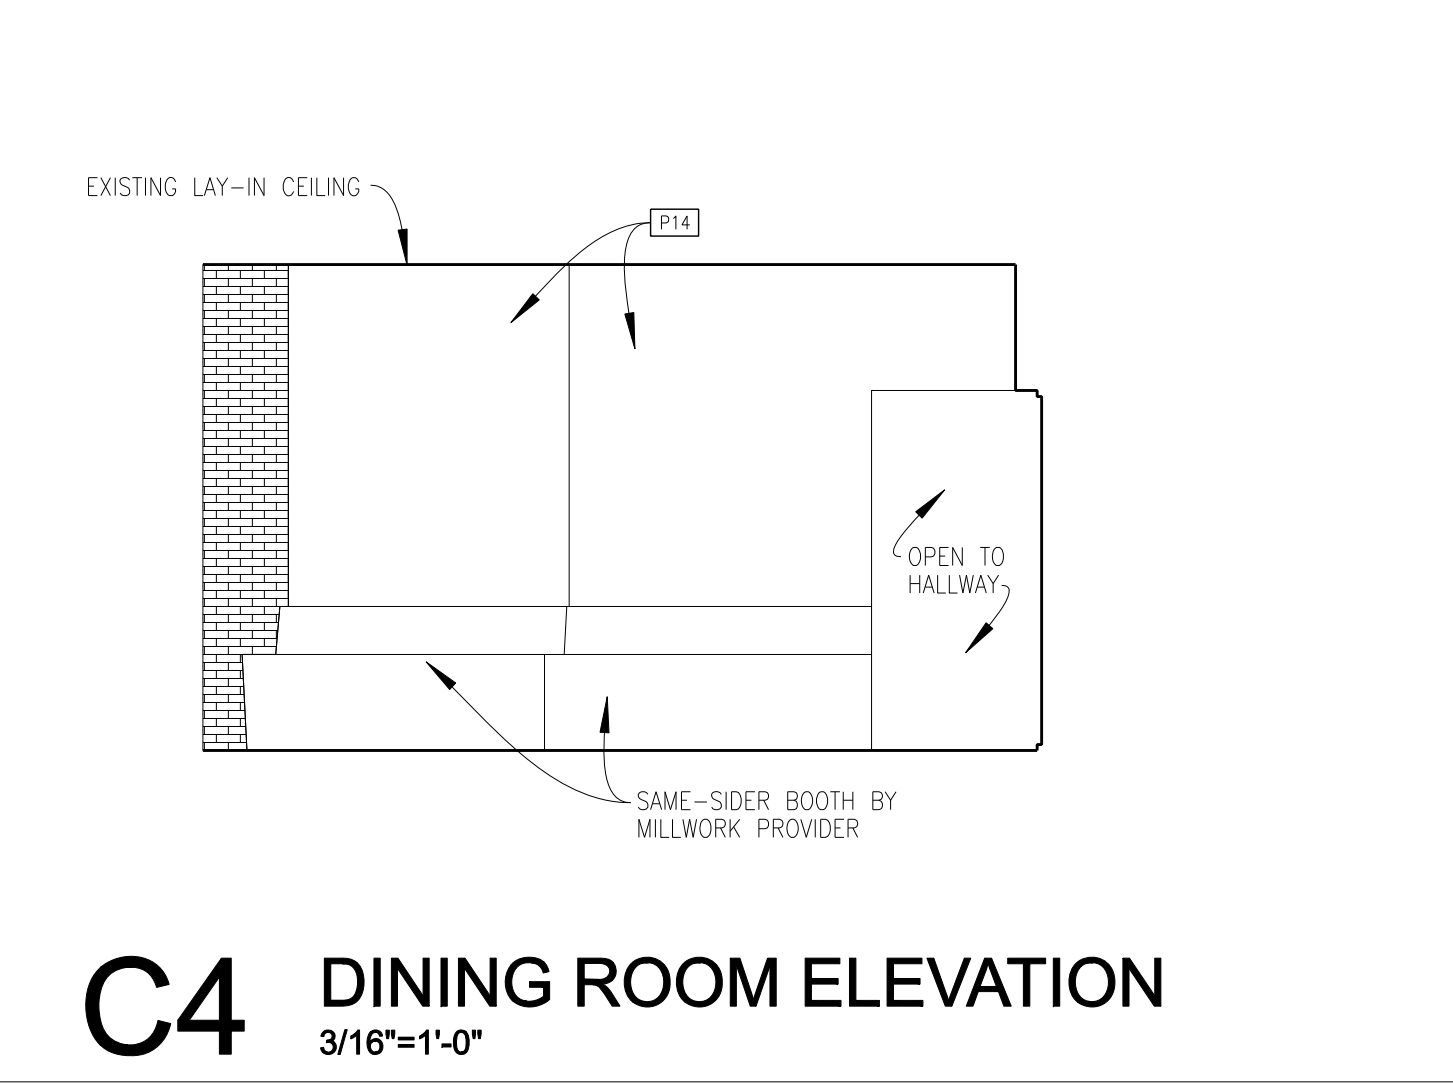 EXISTING LAY-IN CEILING
P14
OPEN TO
HALLWAY
SAME-SIDER BOOTH BY
MILLWORK PROVIDER
C4
DINING ROOM ELEVATION
3/16"=1'-0"